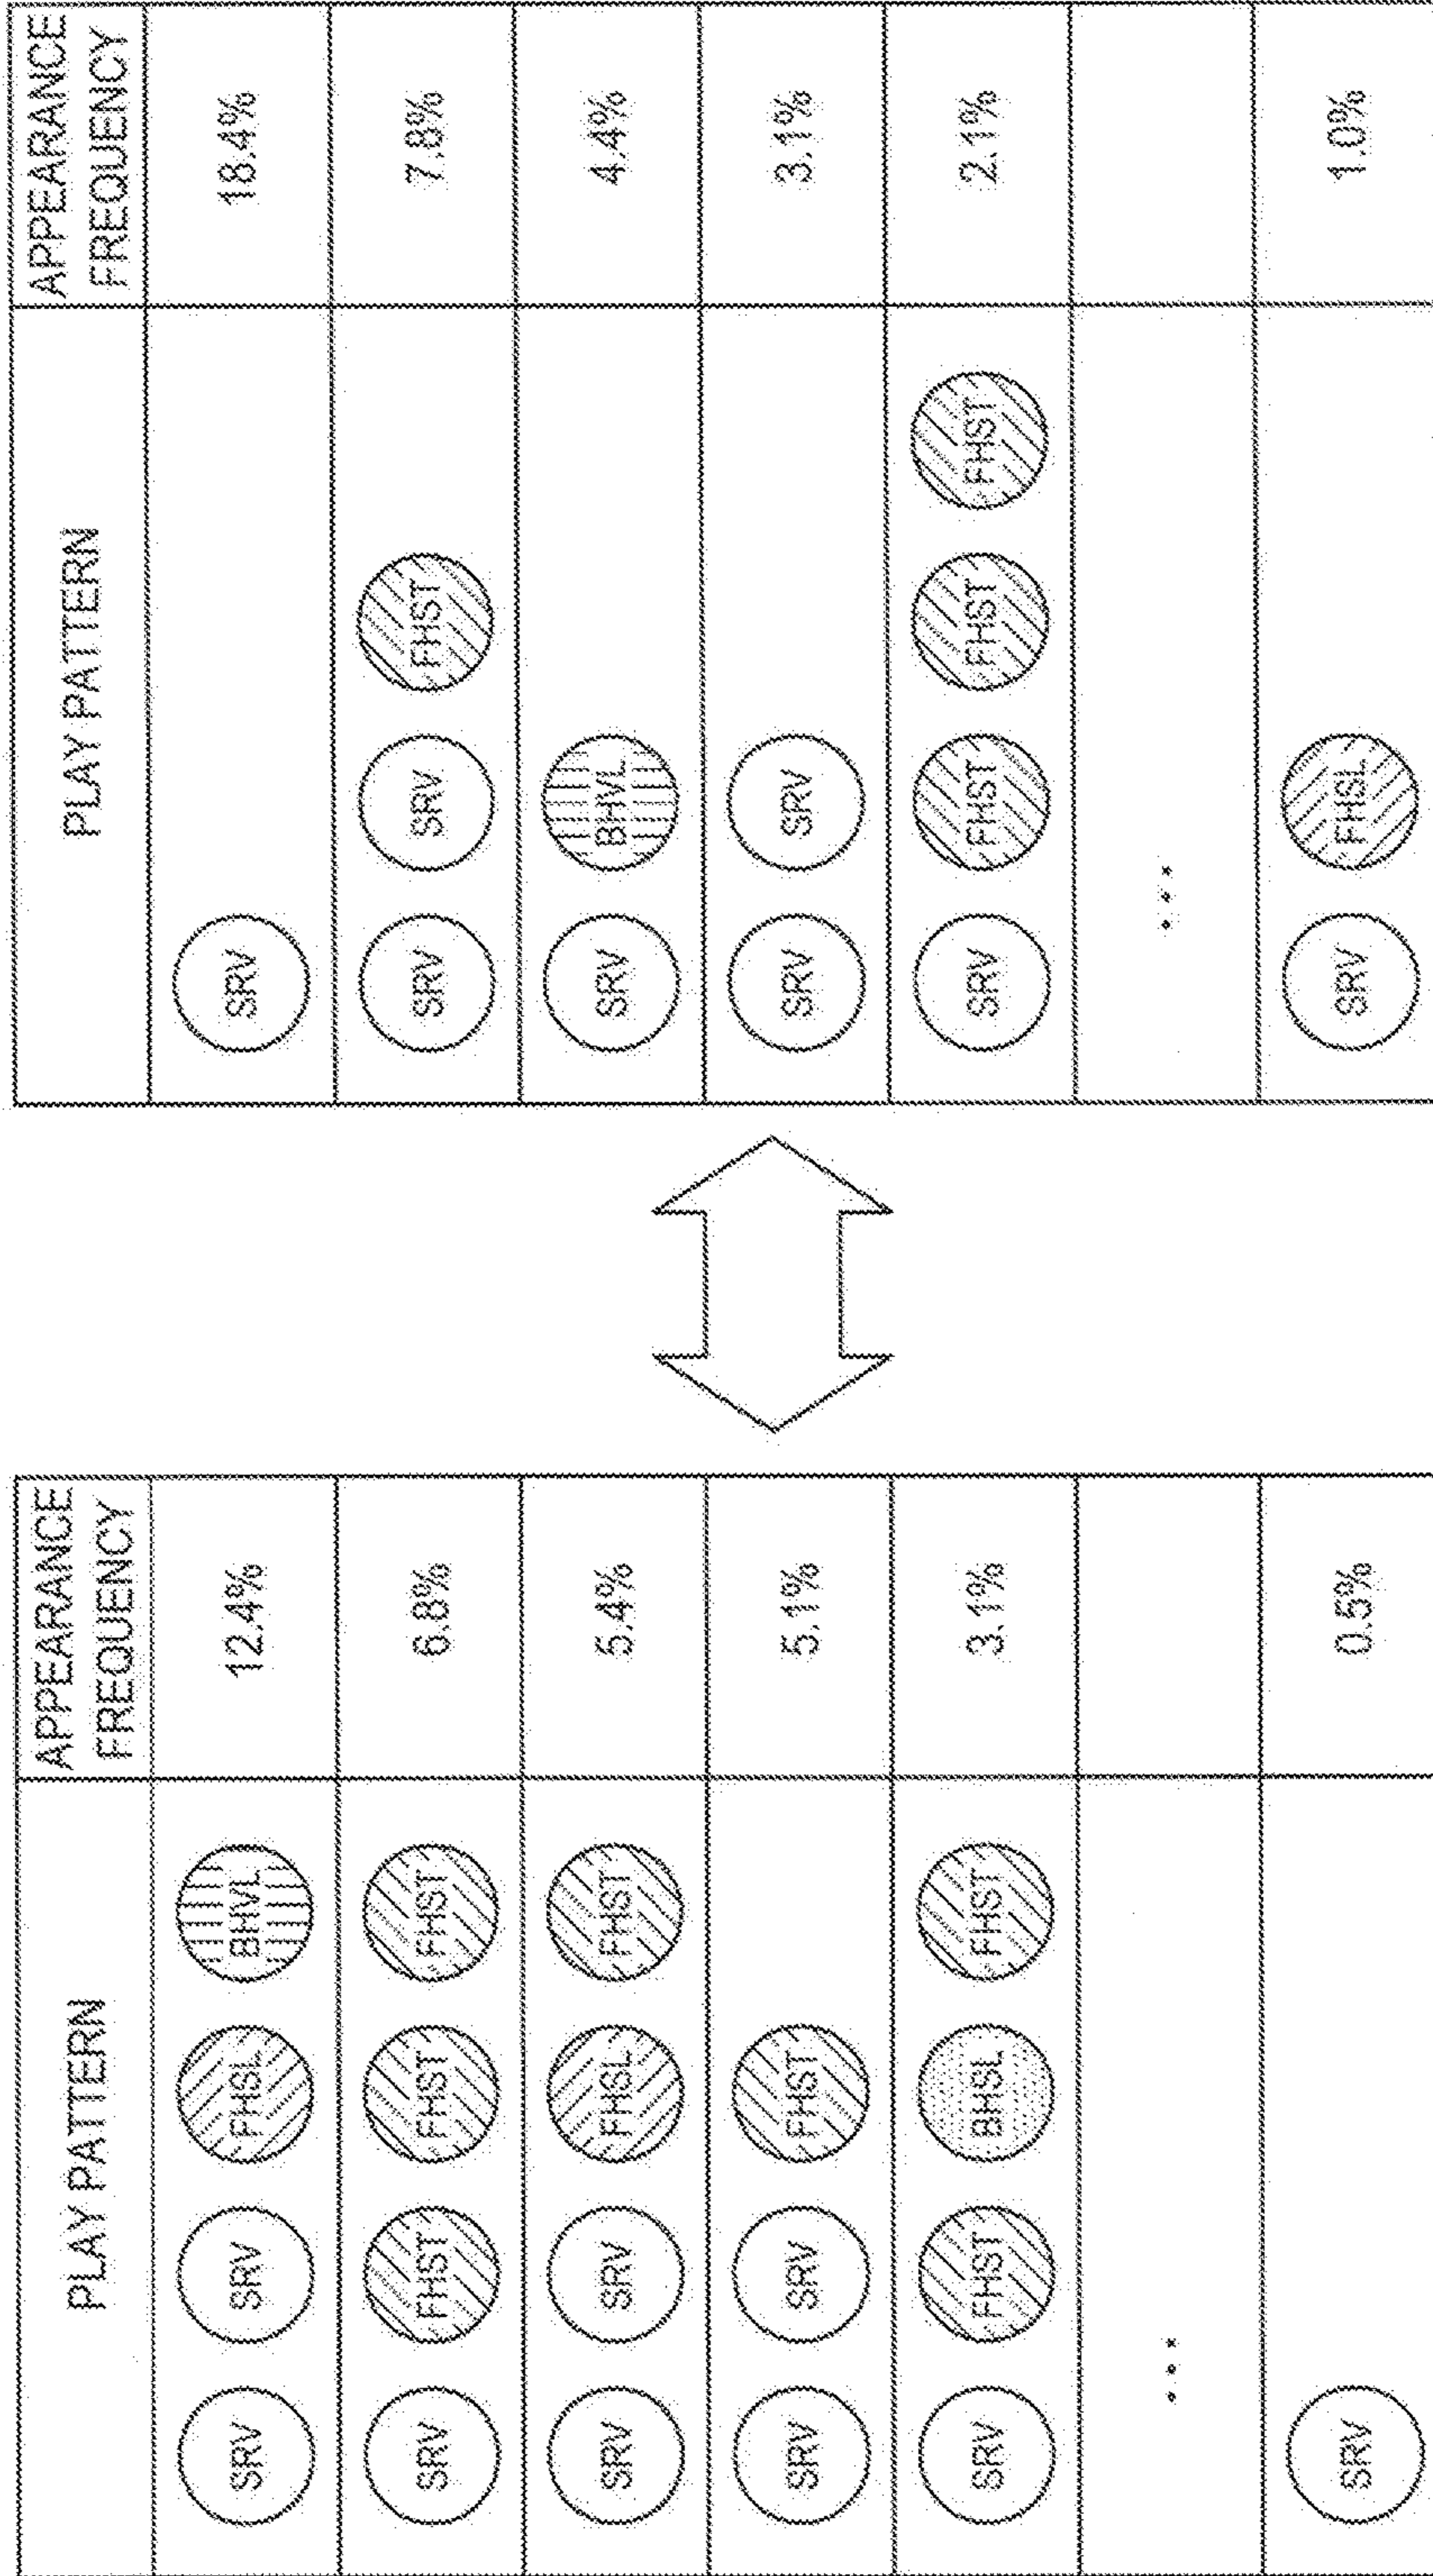 PLAY PATTERN
APPEARANCE
FREQUENCY
SRV SRV FHSL BHVL 12.4%
SRV FHST FHST FHST 6.8%
SRV SRV FHSL FHST 5.4%
SRV SRV FHST 5.1%
SRV FHST BHSL FHST 3.1%
...
SRV 0.5%
PLAY PATTERN
APPEARANCE
FREQUENCY
SRV 18.4%
SRV SRV FHST 7.8%
SRV BHVL 4.4%
SRV SRV 3.1%
SRV FHST FHST FHST 2.1%
...
SRV FHSL 1.0%